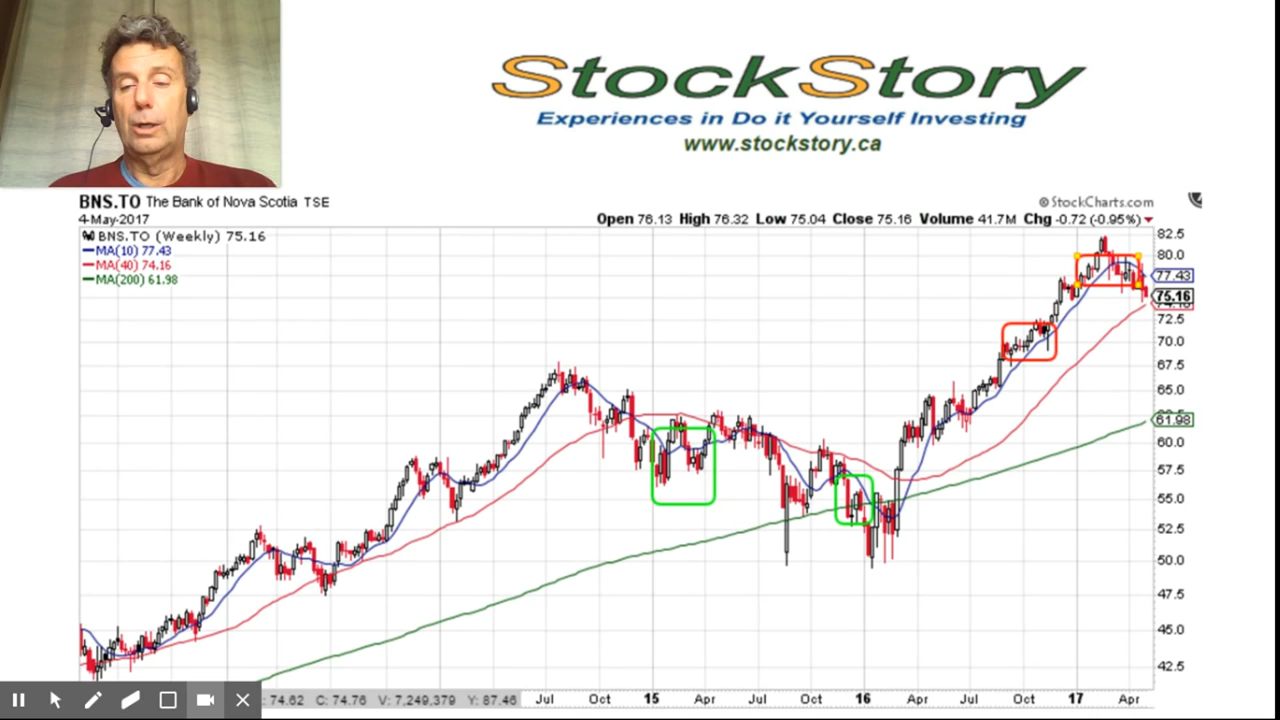 StockStory
Experiences in Do it Yourself Investing
www.stockstory.ca
BNS.TO The Bank of Nova Scotia TSE
© StockCharts.com
4-May-2017
Open 76.13 High 76.32 Low 75.04 Close 75.16 Volume 41.7M Chg -0.72 (-0.95%)
BNS.TO (Weekly) 75.16
MA(10) 77.43
MA(40) 74.16
MA(200) 61.98
82.5
80.0
77.43
75.16
72.5
70.0
67.5
65.0
61.98
60.0
57.5
55.0
52.5
50.0
47.5
45.0
42.5
: 74.62 C: 74.76 V: 7,249,379 Y: 87.46
Jul Oct 15 Apr Jul Oct 16 Apr Jul Oct 17 Apr